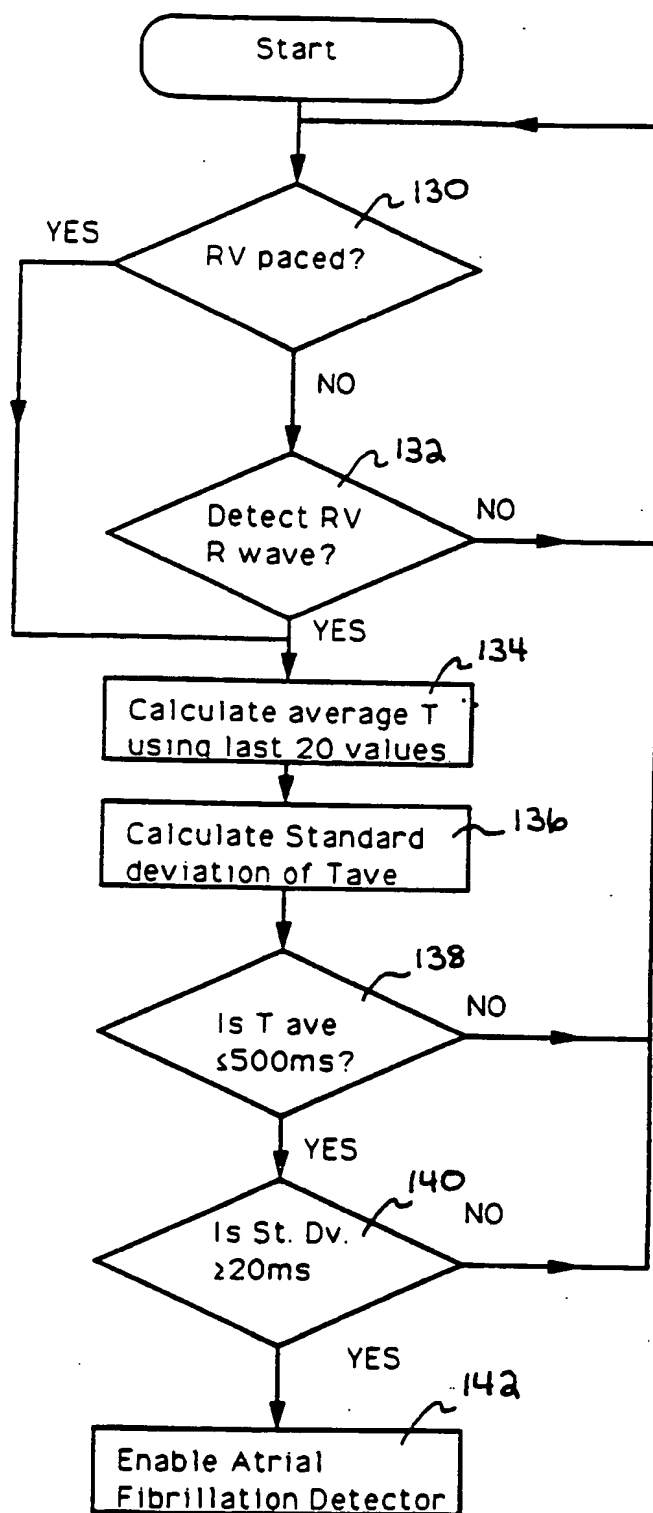 Start
130
YES
RV paced?
NO
132
Detect RV
R wave?
NO
YES
134
Calculate average T
using last 20 values
136
Calculate Standard
deviation of Tave
138
Is T ave
≤500ms?
NO
YES
140
Is St. Dv.
≥20ms
NO
YES
142
Enable Atrial
Fibrillation Detector